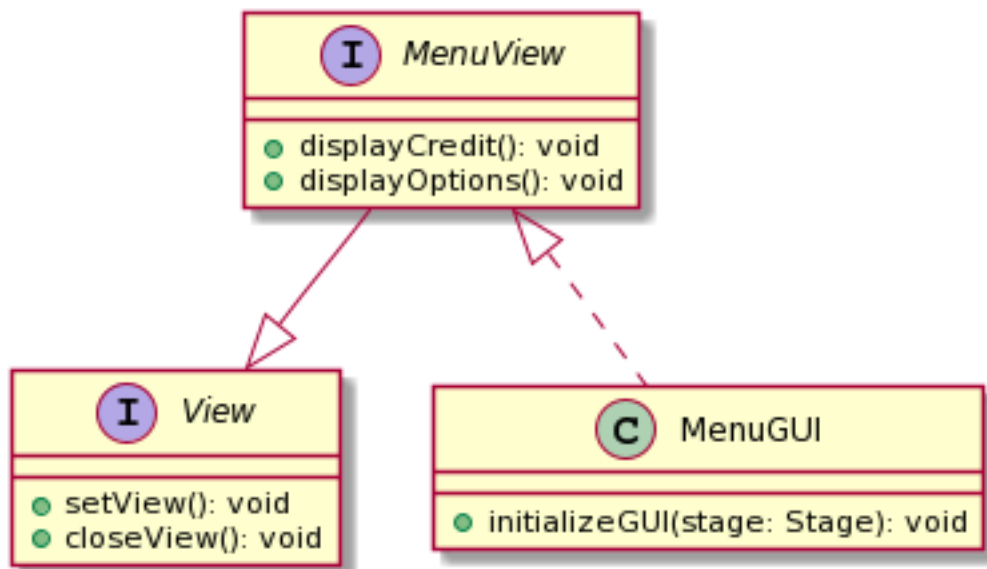 I MenuView
displayCredit(): void
displayOptions(): void
I View
setView(): void
closeView(): void
C MenuGUI
initializeGUI(stage: Stage): void